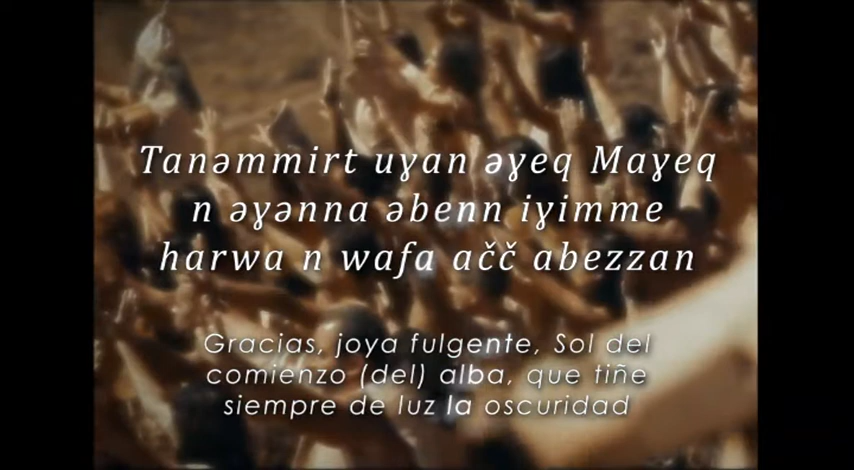 Tanəmmirt uɣan əɣeq Maɣeq
n əɣənna əbenn iɣimme
harwa n wafa ačč abezzan
Gracias, joya fulgente, Sol del
comienzo (del) alba, que tiñe
siempre de luz la oscuridad